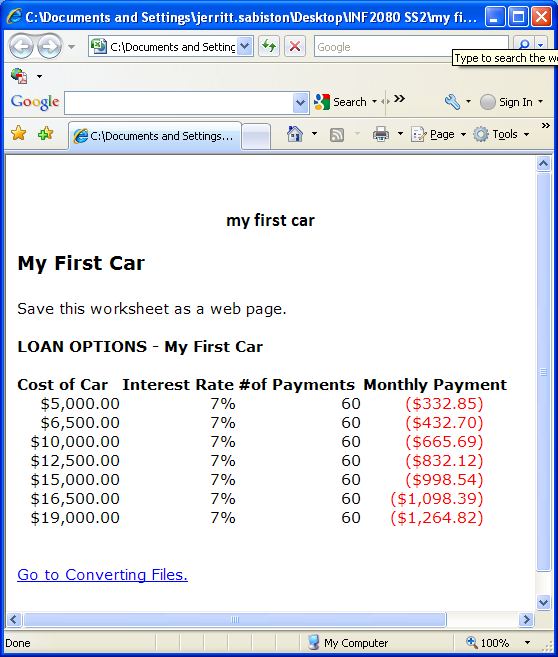 C:\Documents and Settings\jerritt.sabiston\Desktop\INF2080 SS2\my fi...
C:\Documents and Setting
Google
Type to search the we
Google
Search
»
Sign In
C:\Documents and Settings...
Page
Tools
»
my first car
My First Car
Save this worksheet as a web page.
LOAN OPTIONS - My First Car
Cost of Car Interest Rate #of Payments Monthly Payment
$5,000.00 7% 60 ($332.85)
$6,500.00 7% 60 ($432.70)
$10,000.00 7% 60 ($665.69)
$12,500.00 7% 60 ($832.12)
$15,000.00 7% 60 ($998.54)
$16,500.00 7% 60 ($1,098.39)
$19,000.00 7% 60 ($1,264.82)
Go to Converting Files.
Done
My Computer
100%